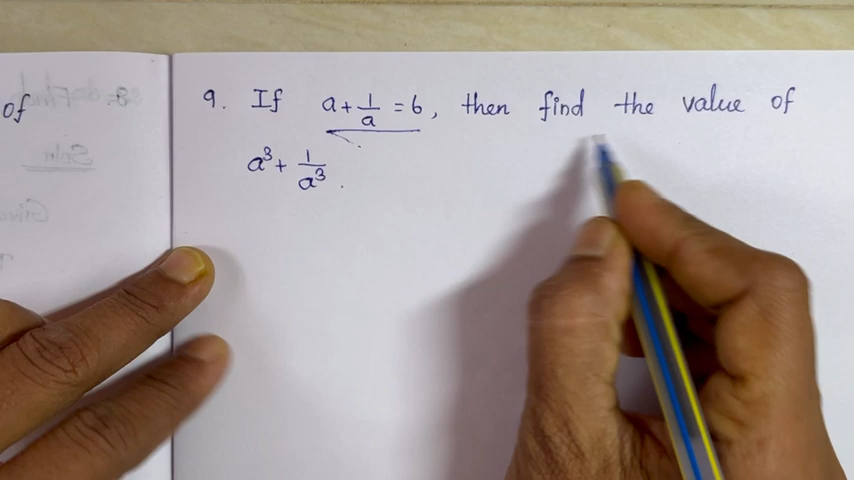 of
9. If a + 1/a = 6, then find the value of
a³ + 1/a³.